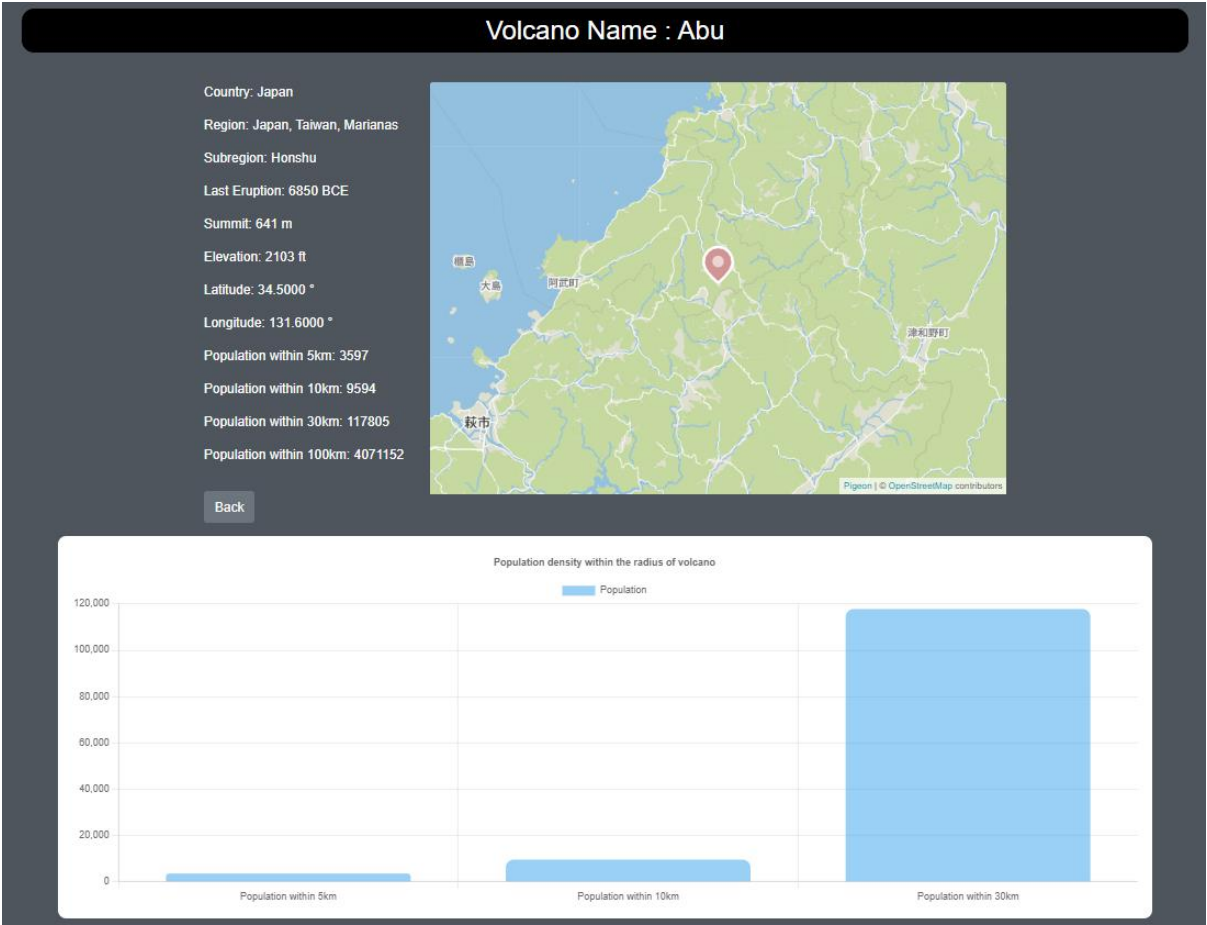 Volcano Name : Abu
Country: Japan
Region: Japan, Taiwan, Marianas
Subregion: Honshu
Last Eruption: 6850 BCE
Summit: 641 m
Elevation: 2103 ft
Latitude: 34.5000 °
Longitude: 131.6000 °
Population within 5km: 3597
Population within 10km: 9594
Population within 30km: 117805
Population within 100km: 4071152
Back
櫃島
大島
阿武町
津和野町
萩市
Pigeon | © OpenStreetMap contributors
Population density within the radius of volcano
Population
120,000
100,000
80,000
60,000
40,000
20,000
0
Population within 5km
Population within 10km
Population within 30km